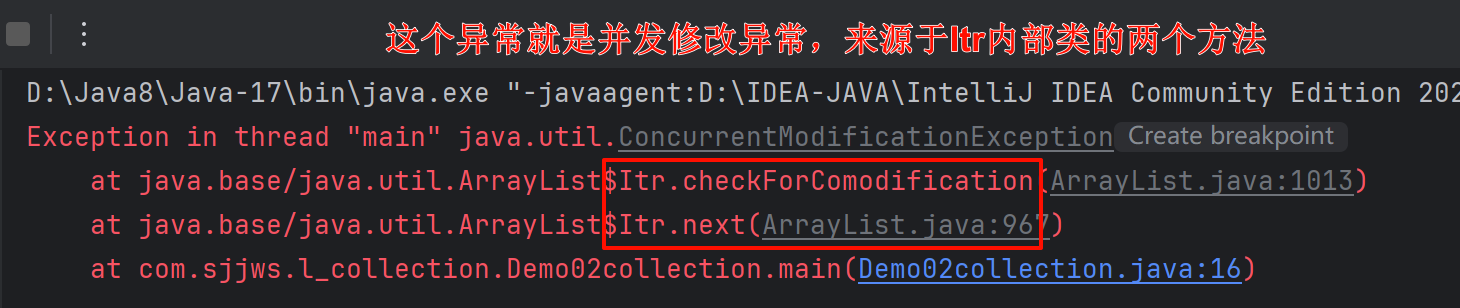 这个异常就是并发修改异常，来源于Itr内部类的两个方法
D:\Java8\Java-17\bin\java.exe "-javaagent:D:\IDEA-JAVA\IntelliJ IDEA Community Edition 202
Exception in thread "main" java.util.ConcurrentModificationException Create breakpoint
at java.base/java.util.ArrayList$Itr.checkForComodification(ArrayList.java:1013)
at java.base/java.util.ArrayList$Itr.next(ArrayList.java:967)
at com.sjjws.l_collection.Demo02collection.main(Demo02collection.java:16)